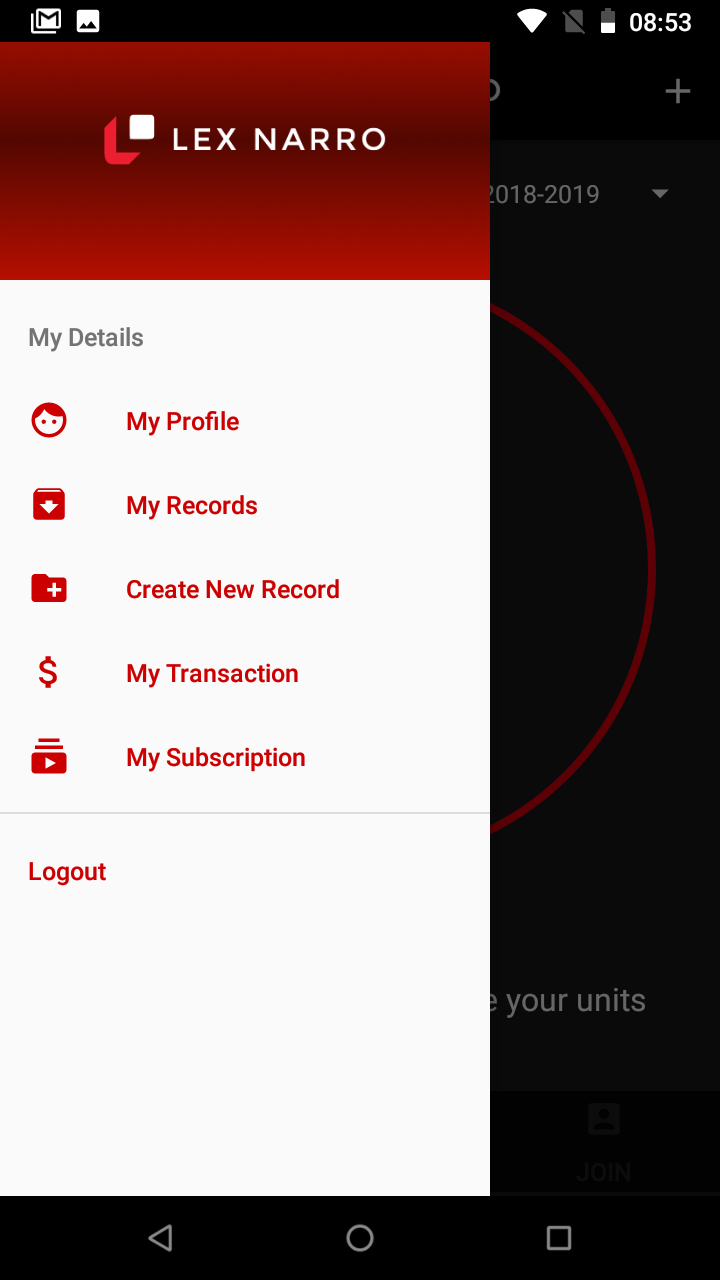 08:53
LEX NARRO
2018-2019
My Details
My Profile
My Records
Create New Record
My Transaction
My Subscription
Logout
your units
JOIN